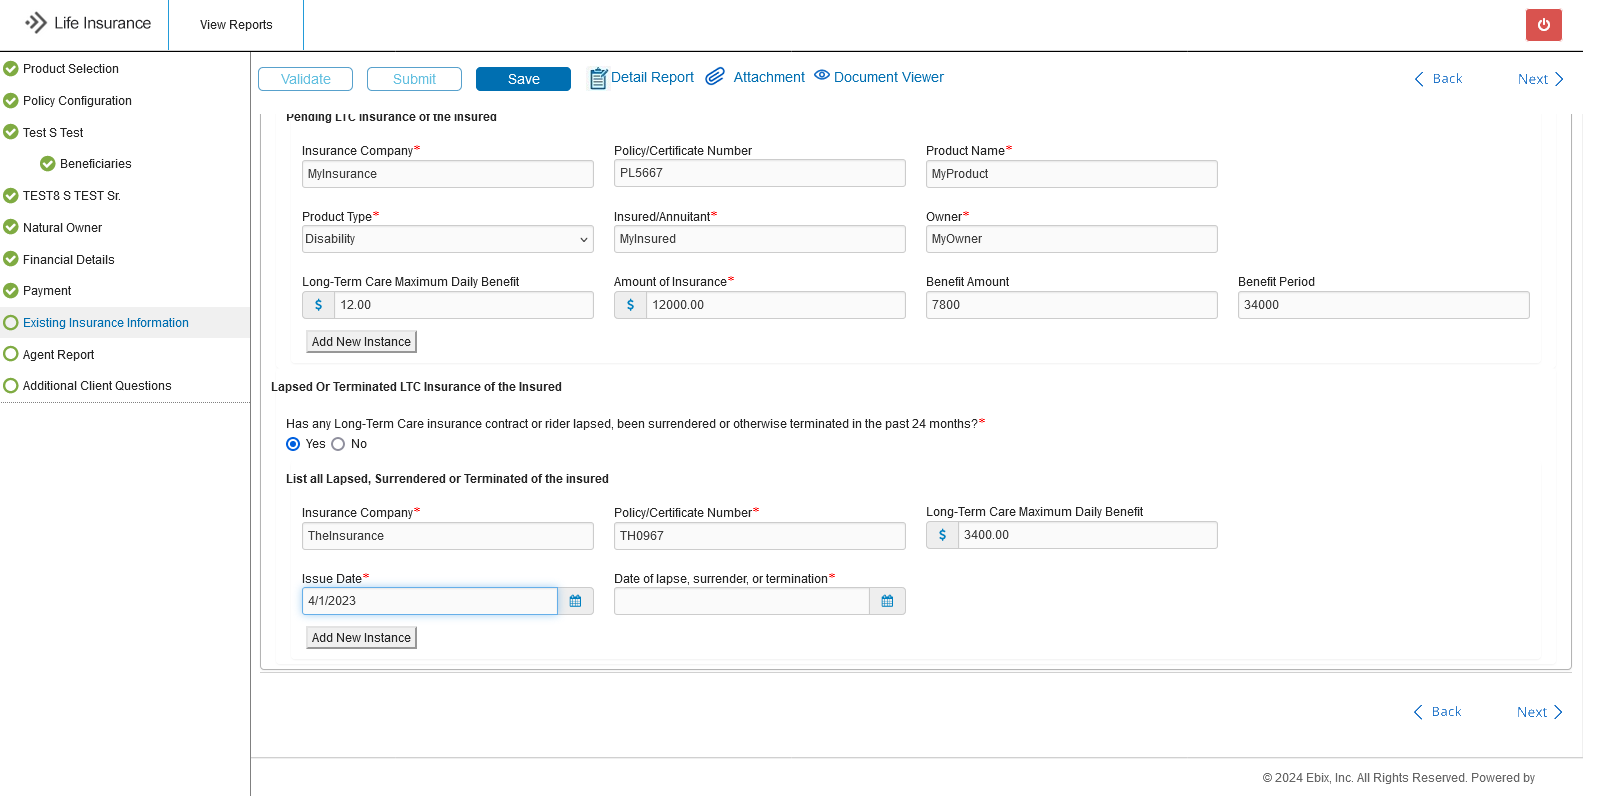 Life Insurance
View Reports
Product Selection
Policy Configuration
Test S Test
Beneficiaries
TEST8 S TEST Sr.
Natural Owner
Financial Details
Payment
Existing Insurance Information
Agent Report
Additional Client Questions
Validate Submit Save Detail Report Attachment Document Viewer Back Next
Pending LTC Insurance of the Insured
Insurance Company* Policy/Certificate Number Product Name*
MyInsurance PL5667 MyProduct
Product Type* Insured/Annuitant* Owner*
Disability MyInsured MyOwner
Long-Term Care Maximum Daily Benefit Amount of Insurance* Benefit Amount Benefit Period
$ 12.00 $ 12000.00 7800 34000
Add New Instance
Lapsed Or Terminated LTC Insurance of the Insured
Has any Long-Term Care insurance contract or rider lapsed, been surrendered or otherwise terminated in the past 24 months?*
Yes No
List all Lapsed, Surrendered or Terminated of the insured
Insurance Company* Policy/Certificate Number* Long-Term Care Maximum Daily Benefit
TheInsurance TH0967 $ 3400.00
Issue Date* Date of lapse, surrender, or termination*
4/1/2023
Add New Instance
Back Next
© 2024 Ebix, Inc. All Rights Reserved. Powered by